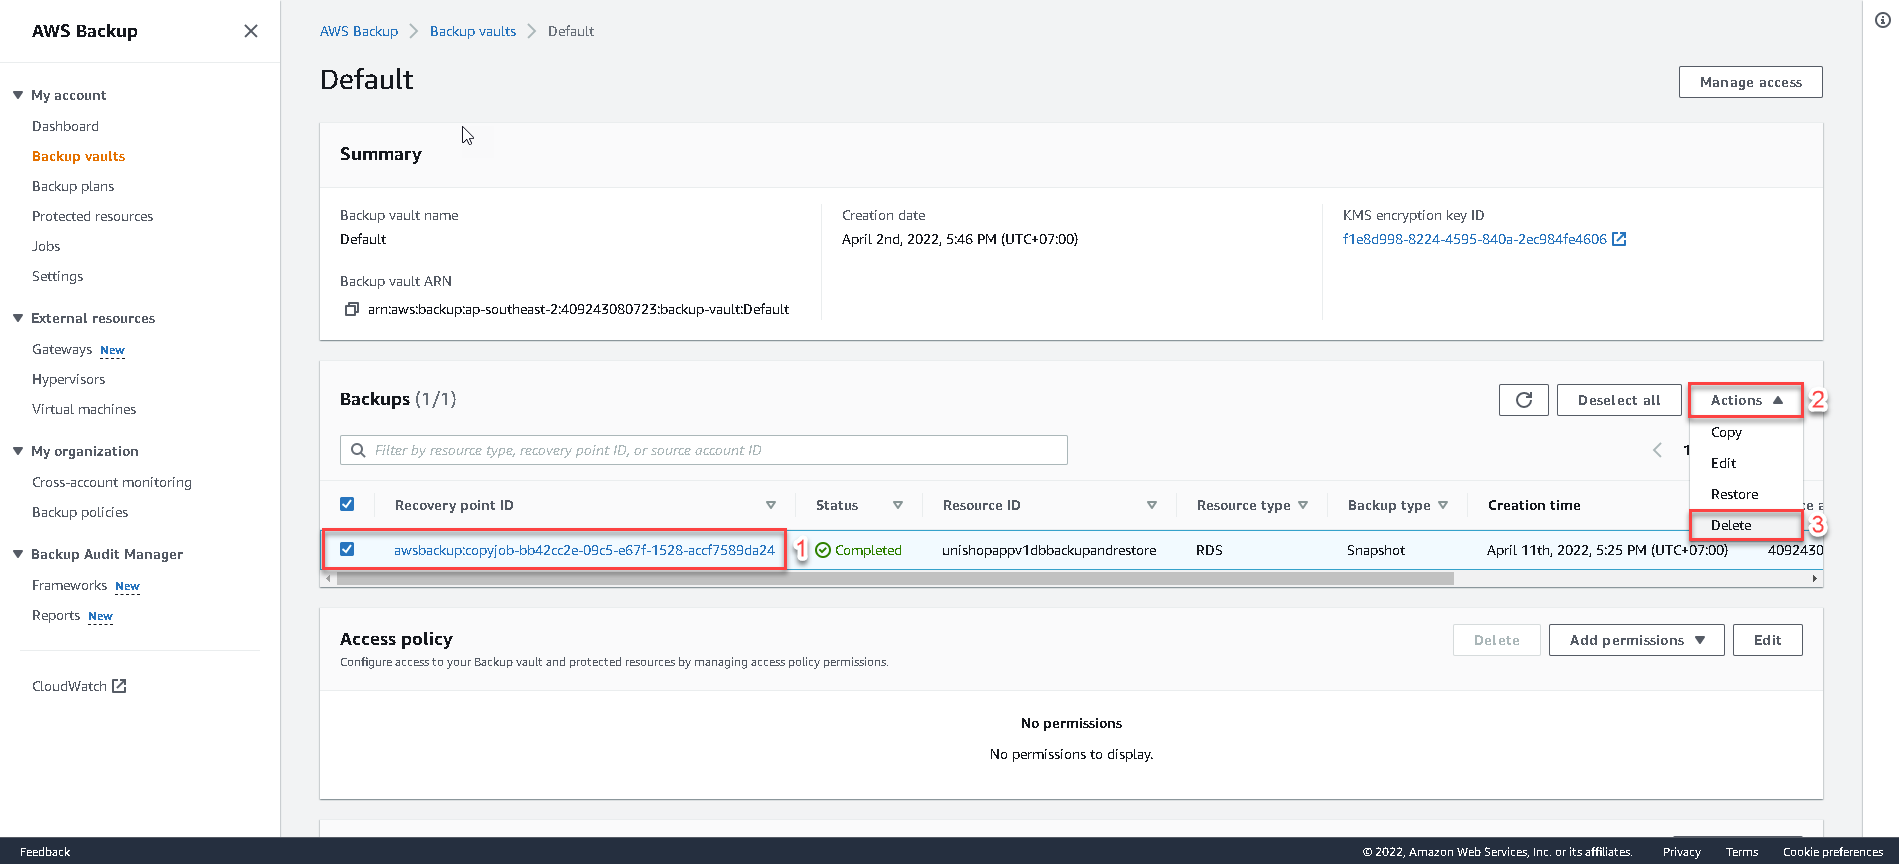 AWS Backup
My account
Dashboard
Backup vaults
Backup plans
Protected resources
Jobs
Settings
External resources
Gateways New
Hypervisors
Virtual machines
My organization
Cross-account monitoring
Backup policies
Backup Audit Manager
Frameworks New
Reports New
CloudWatch
AWS Backup > Backup vaults > Default
Default
Manage access
Summary
Backup vault name
Default
Backup vault ARN
arn:aws:backup:ap-southeast-2:409243080723:backup-vault:Default
Creation date
April 2nd, 2022, 5:46 PM (UTC+07:00)
KMS encryption key ID
f1e8d998-8224-4595-840a-2ec984fe4606
Backups (1/1)
Deselect all
Actions 2
Copy
Edit
Restore
Delete 3
Filter by resource type, recovery point ID, or source account ID
1
Recovery point ID Status Resource ID Resource type Backup type Creation time
awsbackup:copyjob-bb42cc2e-09c5-e67f-1528-accf7589da24 1 Completed unishopappv1dbbackupandrestore RDS Snapshot April 11th, 2022, 5:25 PM (UTC+07:00) 4092430
Access policy
Configure access to your Backup vault and protected resources by managing access policy permissions.
Delete Add permissions Edit
No permissions
No permissions to display.
Feedback © 2022, Amazon Web Services, Inc. or its affiliates. Privacy Terms Cookie preferences